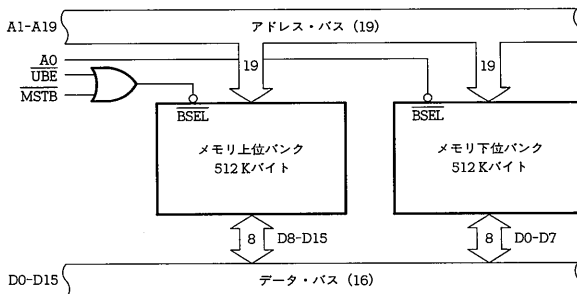 A1-A19
アドレス・バス (19)
A0
UBE
MSTB
19
19
BSEL
BSEL
メモリ上位バンク
512 Kバイト
メモリ下位バンク
512 Kバイト
8
D8-D15
8
D0-D7
D0-D15
データ・バス (16)